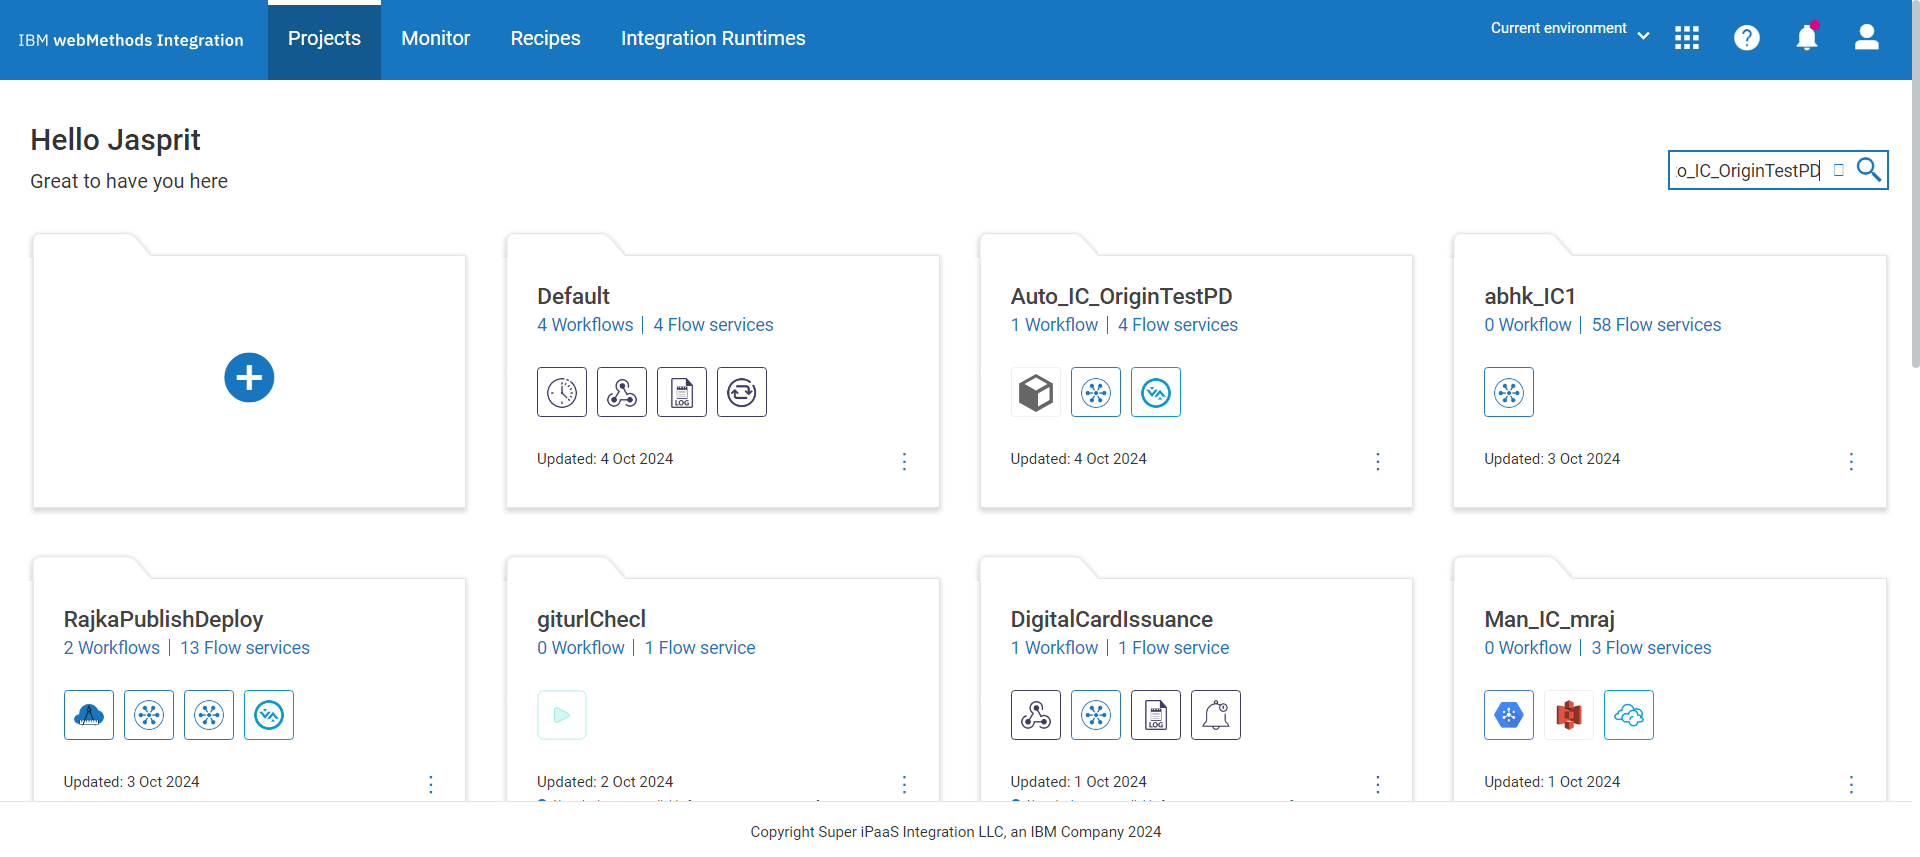 IBM webMethods Integration
Projects
Monitor
Recipes
Integration Runtimes
Current environment
Hello Jasprit
Great to have you here
o_IC_OriginTestPD
Default
4 Workflows | 4 Flow services
LOG
Updated: 4 Oct 2024
Auto_IC_OriginTestPD
1 Workflow | 4 Flow services
Updated: 4 Oct 2024
abhk_IC1
0 Workflow | 58 Flow services
Updated: 3 Oct 2024
RajkaPublishDeploy
2 Workflows | 13 Flow services
Updated: 3 Oct 2024
giturlChecl
0 Workflow | 1 Flow service
Updated: 2 Oct 2024
DigitalCardIssuance
1 Workflow | 1 Flow service
LOG
Updated: 1 Oct 2024
Man_IC_mraj
0 Workflow | 3 Flow services
Updated: 1 Oct 2024
Copyright Super iPaaS Integration LLC, an IBM Company 2024